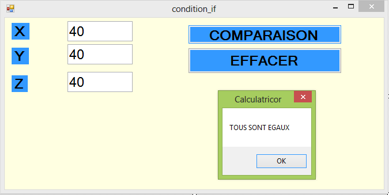 condition_if
X 40
COMPARAISON
Y 40
EFFACER
Z 40
Calculatricor
TOUS SONT EGAUX
OK